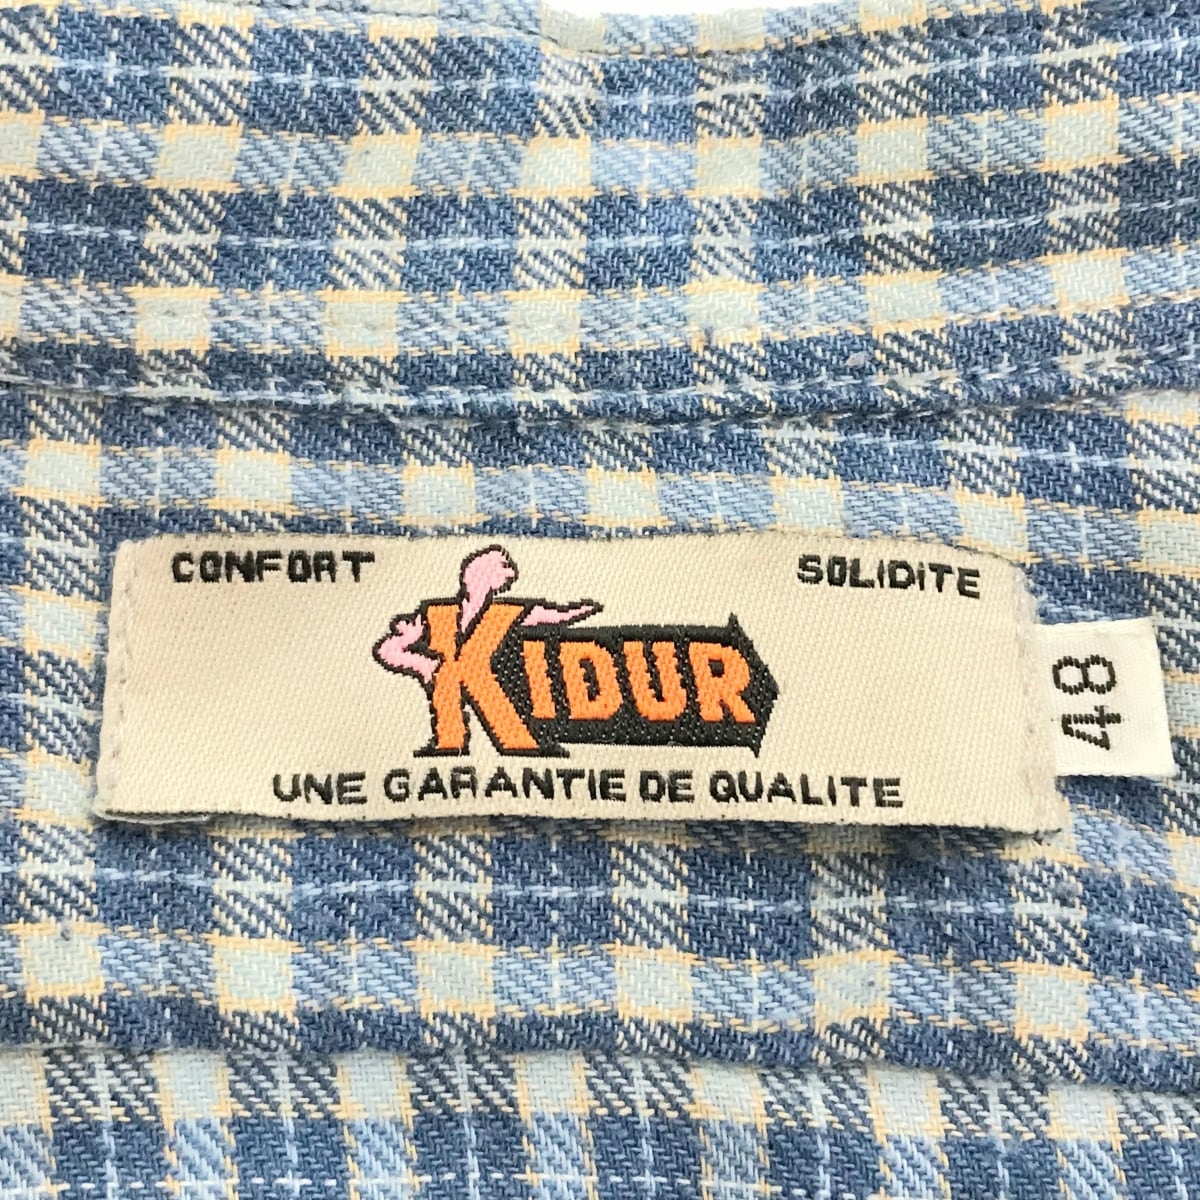 CONFORT SOLIDITE
KIDUR
UNE GARANTIE DE QUALITE
48